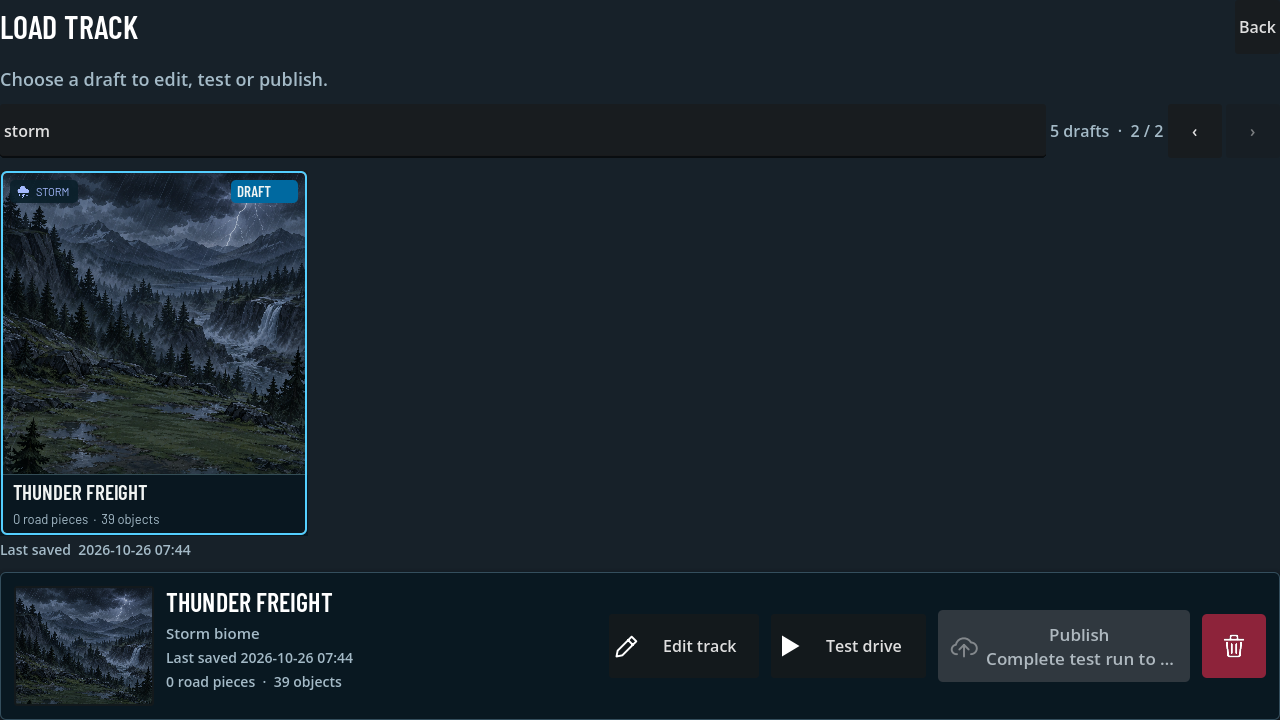 LOAD TRACK
Back
Choose a draft to edit, test or publish.
storm
5 drafts · 2 / 2
‹
›
STORM
DRAFT
THUNDER FREIGHT
0 road pieces · 39 objects
Last saved 2026-10-26 07:44
THUNDER FREIGHT
Storm biome
Last saved 2026-10-26 07:44
0 road pieces · 39 objects
Edit track
Test drive
Publish
Complete test run to ...